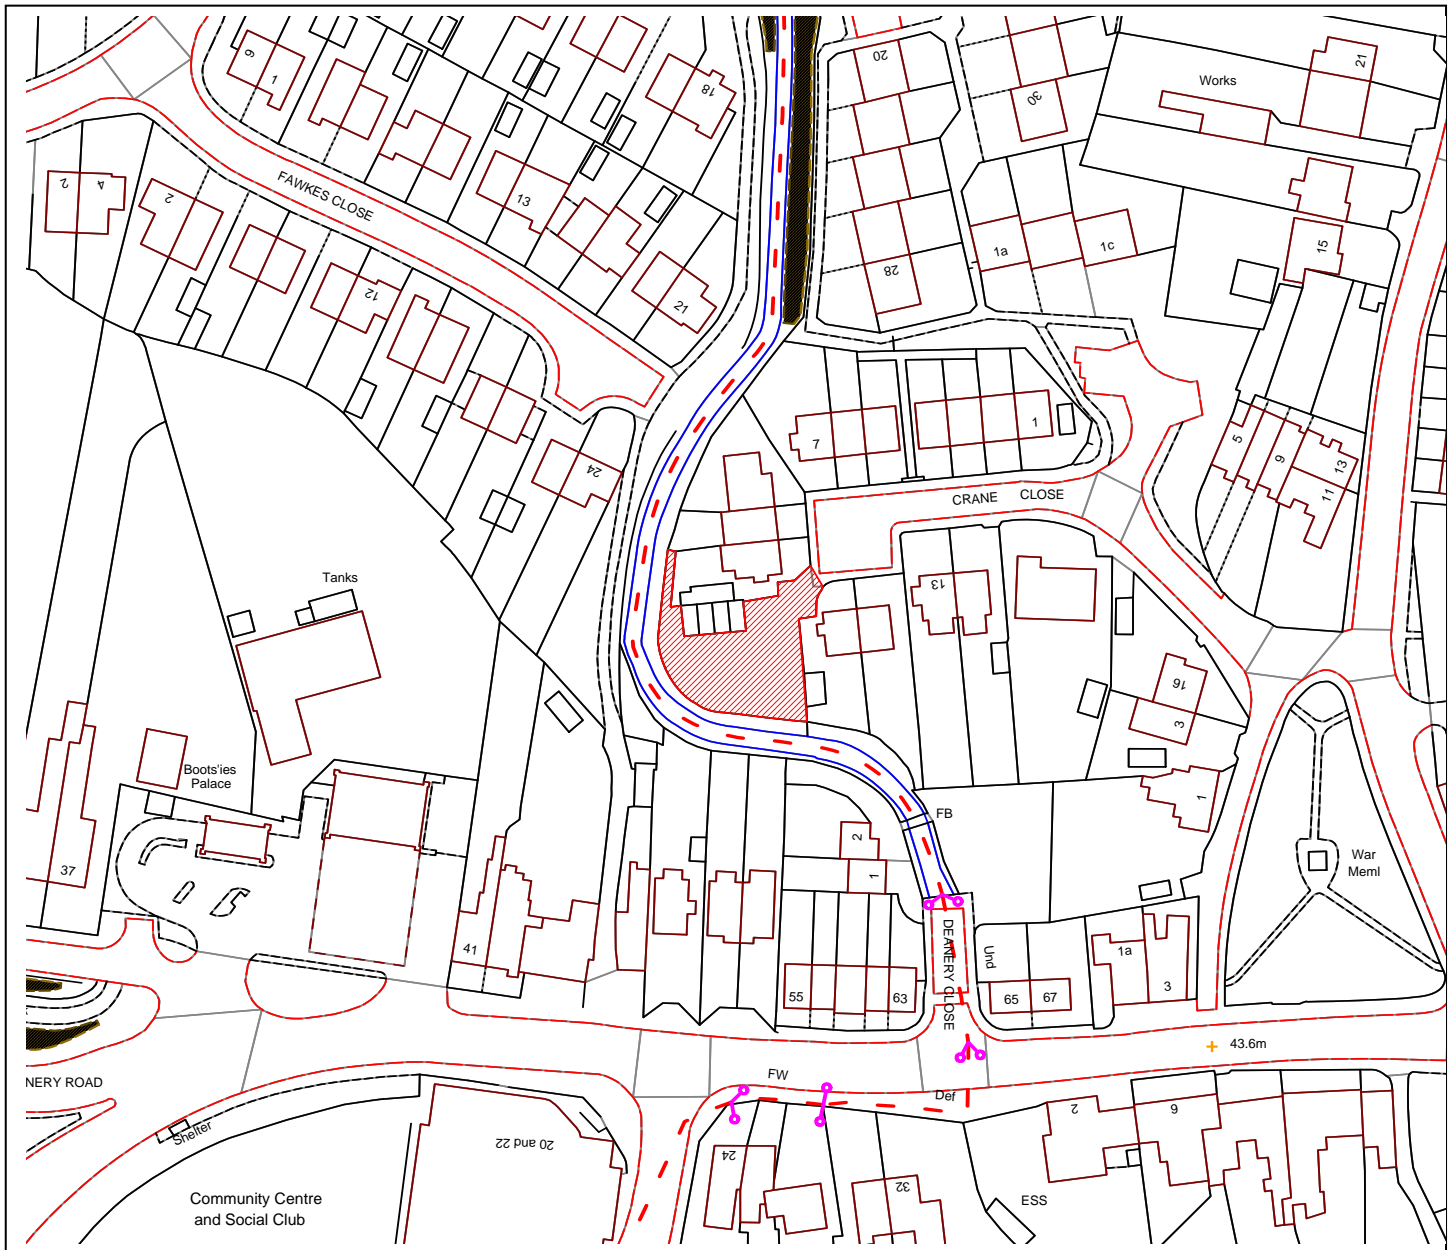 6
1
18
20
30
21
Works
2
4
2
FAWKES CLOSE
13
1a
1c
15
28
12
21
7
1
5
9
13
11
24
CRANE CLOSE
Tanks
13
16
3
Boots'ies
Palace
1
FB
2
1
War
Meml
37
41
DEANERY CLOSE
Und
1a
3
55
63
65
67
43.6m
FW
Def
NERY ROAD
Shelter
20 and 22
24
32
2
6
ESS
Community Centre
and Social Club